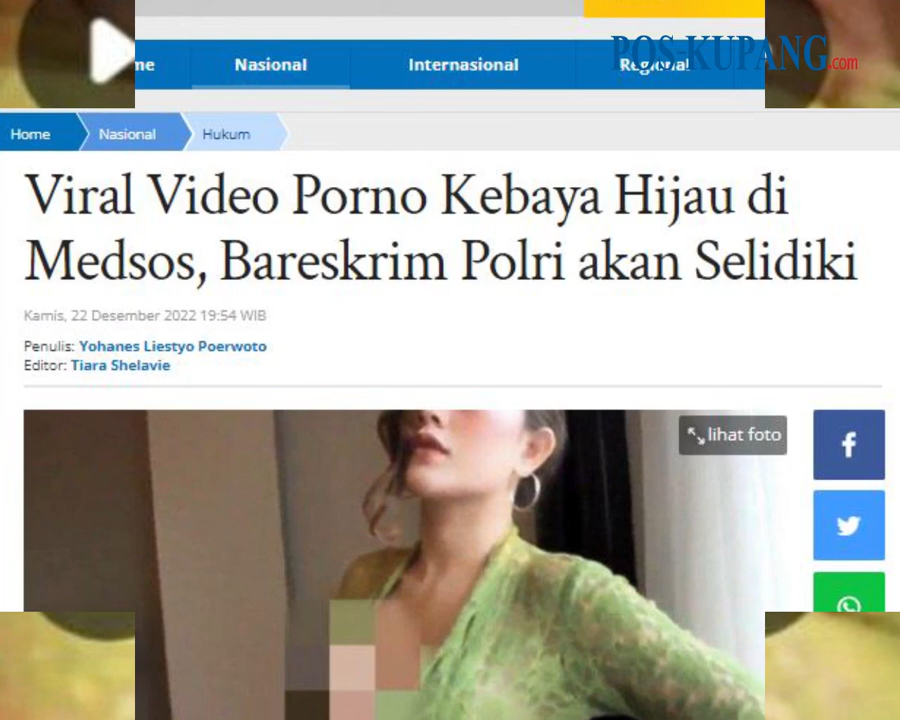 me Nasional Internasional Regional
POS-KUPANG.com
Home Nasional Hukum
Viral Video Porno Kebaya Hijau di
Medsos, Bareskrim Polri akan Selidiki
Kamis, 22 Desember 2022 19:54 WIB
Penulis: Yohanes Liestyo Poerwoto
Editor: Tiara Shelavie
lihat foto